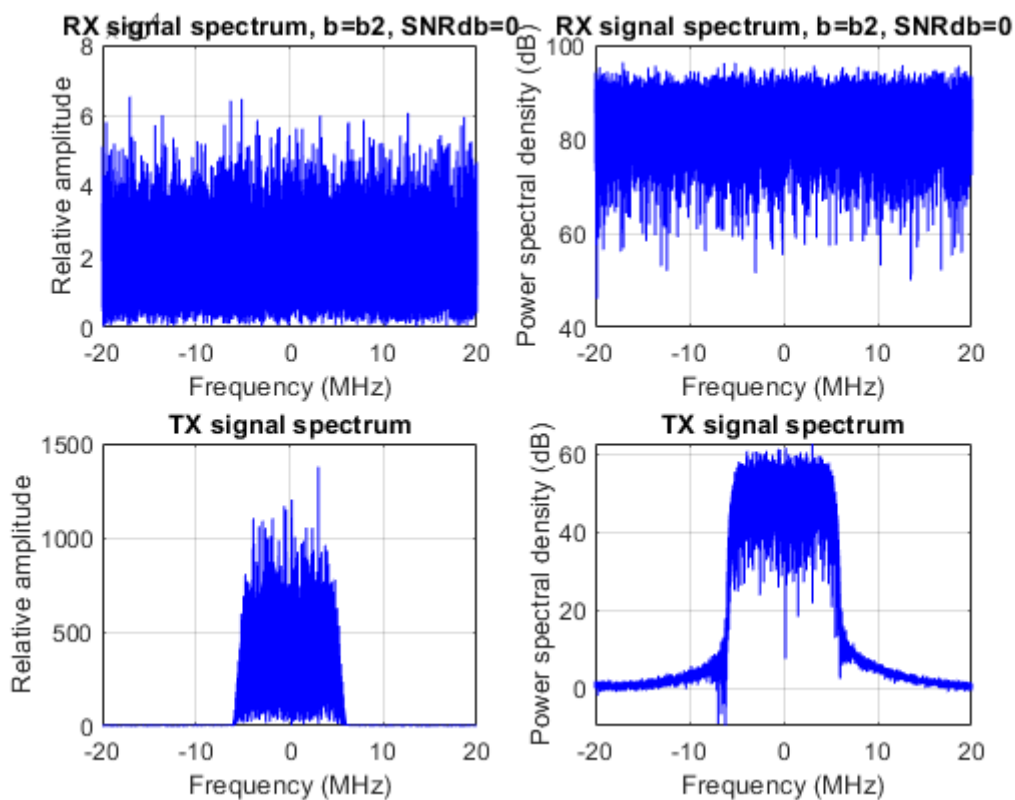 RX signal spectrum, b=b2, SNRdb=0
8
6
4
2
0
Relative amplitude
-20 -10 0 10 20
Frequency (MHz)
RX signal spectrum, b=b2, SNRdb=0
100
80
60
40
Power spectral density (dB)
-20 -10 0 10 20
Frequency (MHz)
TX signal spectrum
1500
1000
500
0
Relative amplitude
-20 -10 0 10 20
Frequency (MHz)
TX signal spectrum
60
40
20
0
Power spectral density (dB)
-20 -10 0 10 20
Frequency (MHz)